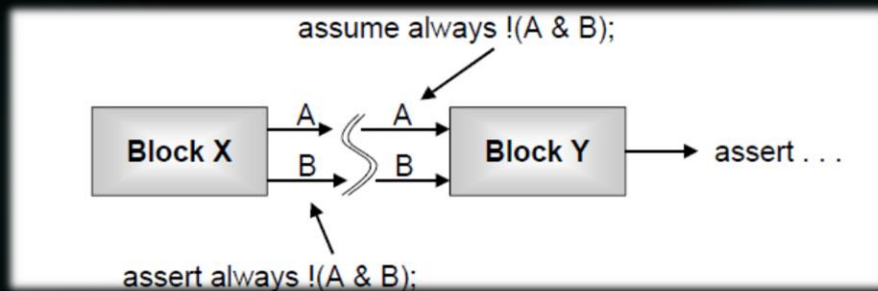 assume always !(A & B);
A
A
Block X
Block Y
assert . . .
B
B
assert always !(A & B);